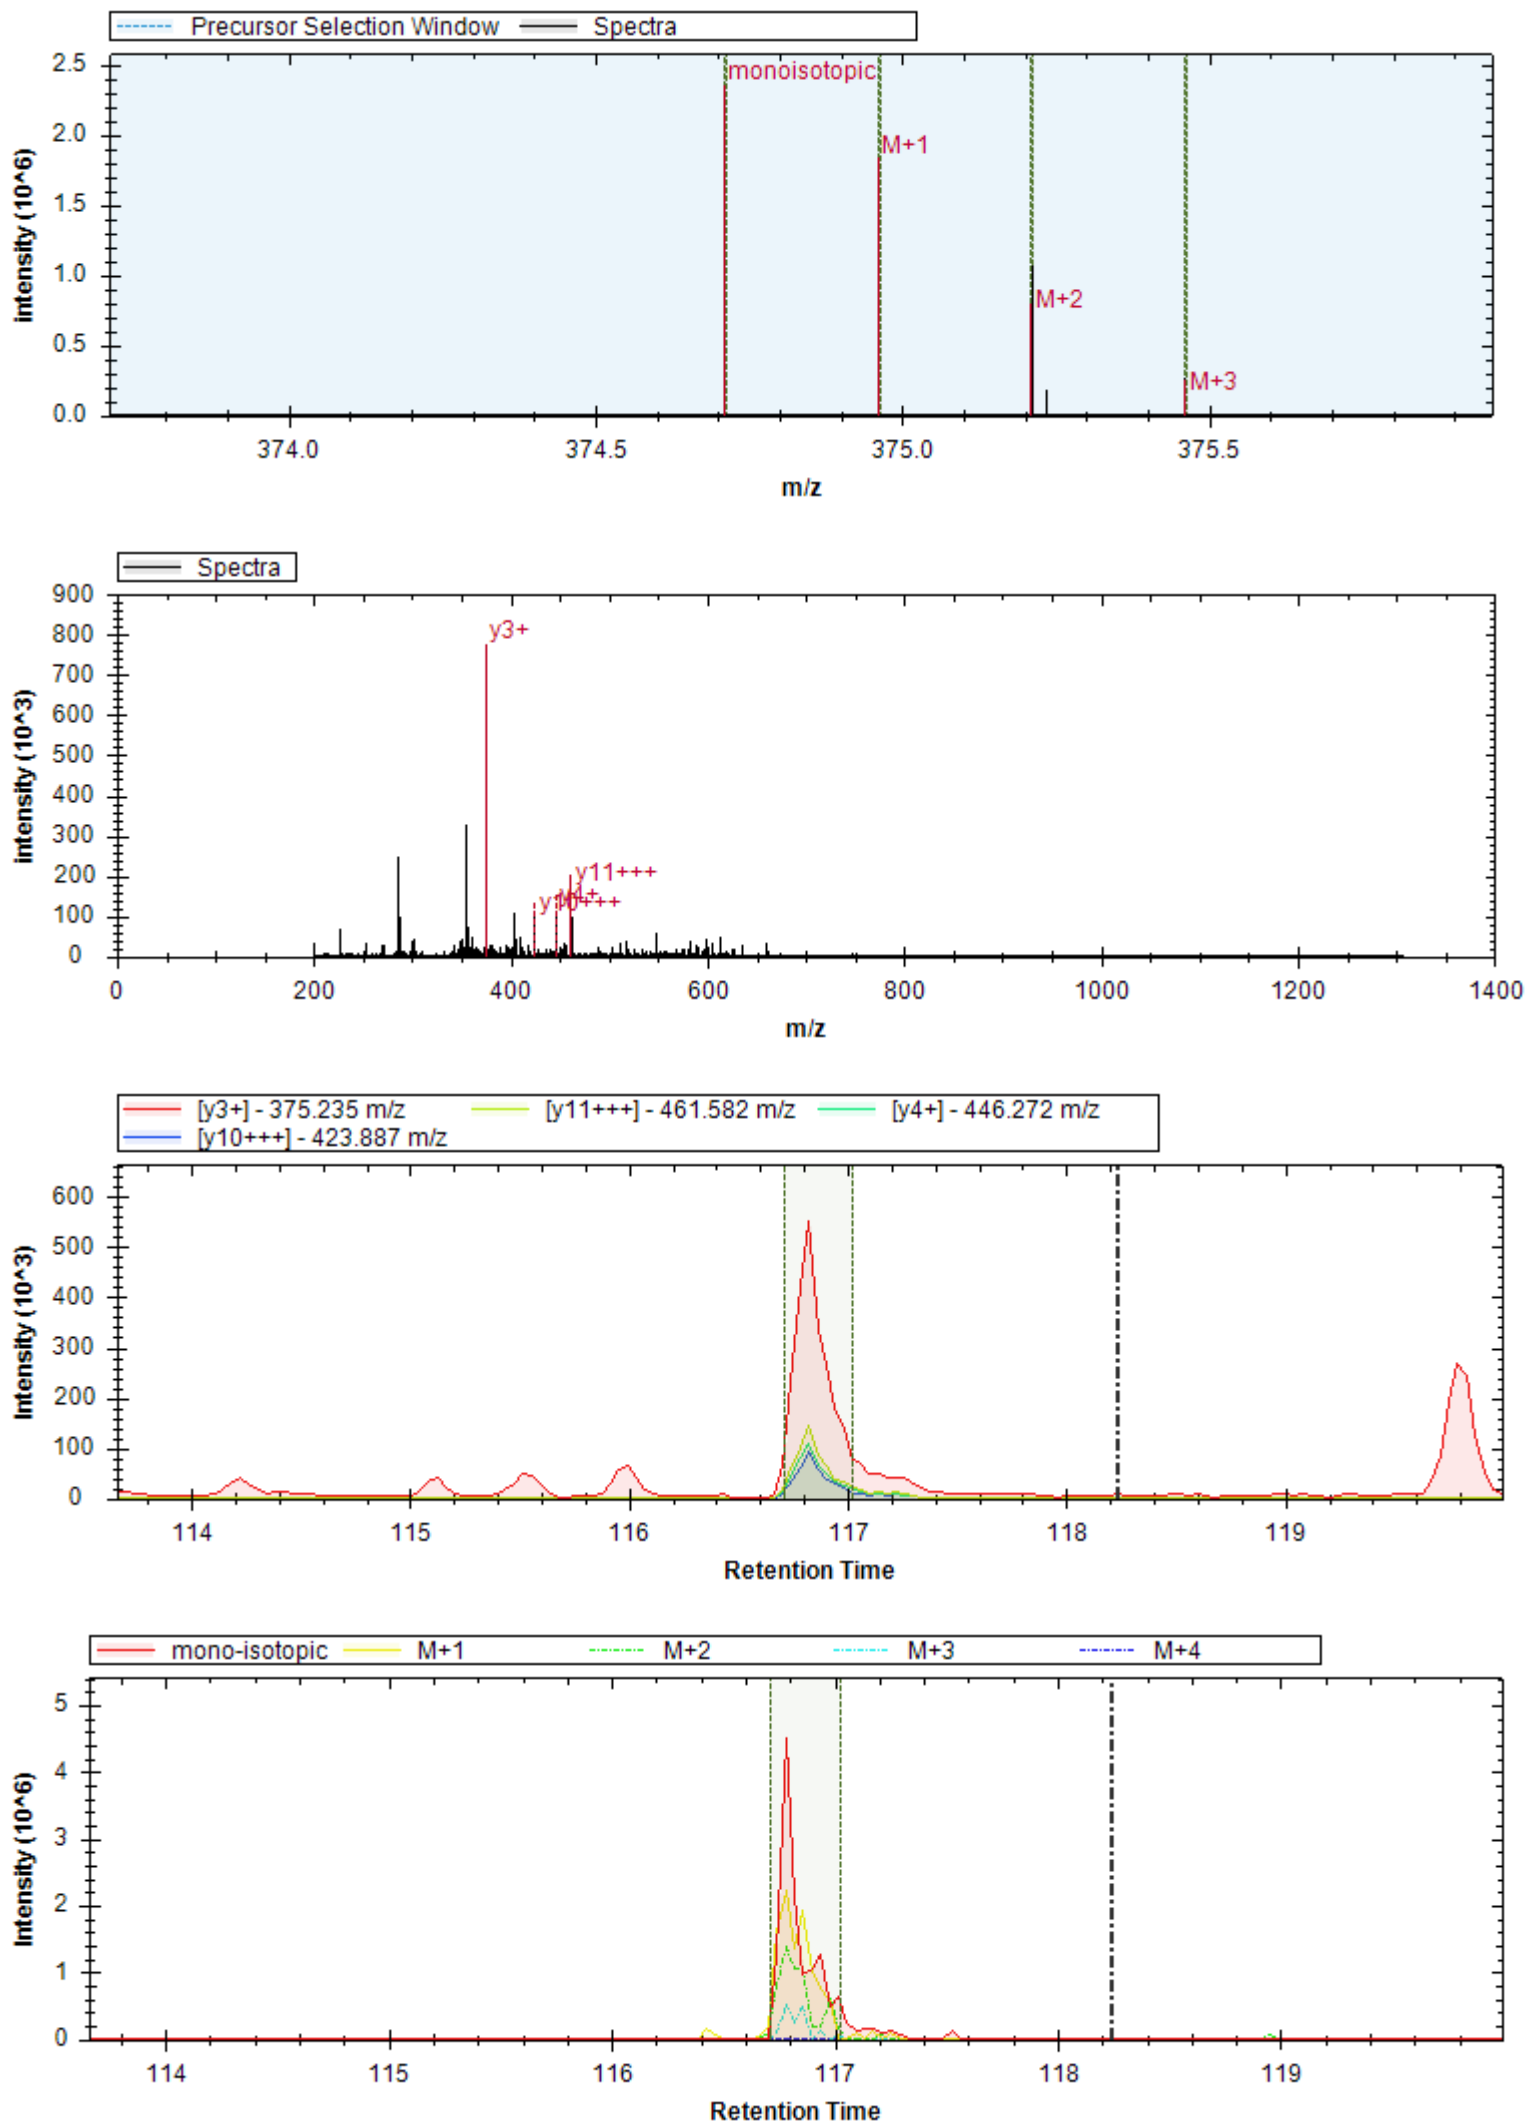 Precursor Selection Window Spectra
2.5
2.0
1.5
1.0
0.5
0.0
intensity (10^6)
monoisotopic
M+1
M+2
M+3
374.0 374.5 375.0 375.5
m/z
Spectra
900
800
700
600
500
400
300
200
100
0
intensity (10^3)
y3+
y11+++
y4+
y10+++
0 200 400 600 800 1000 1200 1400
m/z
[y3+] - 375.235 m/z [y11+++] - 461.582 m/z [y4+] - 446.272 m/z
[y10+++] - 423.887 m/z
600
500
400
300
200
100
0
Intensity (10^3)
114 115 116 117 118 119
Retention Time
mono-isotopic M+1 M+2 M+3 M+4
5
4
3
2
1
0
Intensity (10^6)
114 115 116 117 118 119
Retention Time